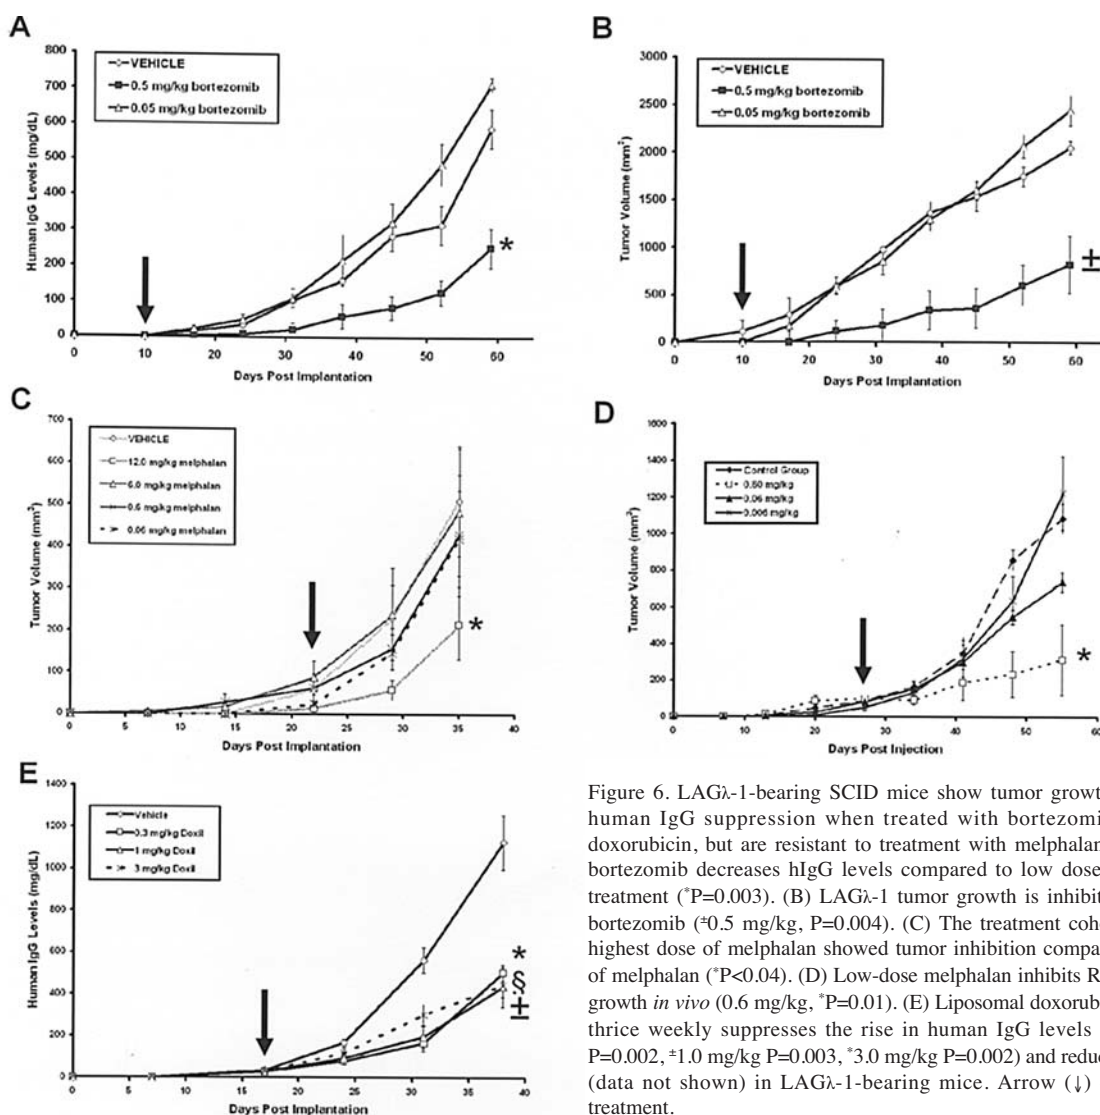 A
800
700
600
500
400
300
200
100
0
Human IgG Levels (mg/dL)
VEHICLE
0.5 mg/kg bortezomib
0.05 mg/kg bortezomib
*
0 10 20 30 40 50 60
Days Post Implantation
B
3000
2500
2000
1500
1000
500
0
Tumor Volume (mm²)
VEHICLE
0.5 mg/kg bortezomib
0.05 mg/kg bortezomib
±
0 10 20 30 40 50 60
Days Post Implantation
C
700
600
500
400
300
200
100
0
Tumor Volume (mm²)
VEHICLE
12.0 mg/kg melphalan
6.0 mg/kg melphalan
0.6 mg/kg melphalan
0.06 mg/kg melphalan
*
0 5 10 15 20 25 30 35 40
Days Post Implantation
D
1600
1400
1200
1000
800
600
400
200
0
Tumor Volume (mm²)
Control Group
0.60 mg/kg
0.06 mg/kg
0.006 mg/kg
*
0 10 20 30 40 50 60
Days Post Injection
E
1400
1200
1000
800
600
400
200
0
Human IgG Levels (mg/dL)
Vehicle
0.3 mg/kg Doxil
1 mg/kg Doxil
3 mg/kg Doxil
*
§
±
0 5 10 15 20 25 30 35 40
Days Post Implantation
Figure 6. LAGλ-1-bearing SCID mice show tumor growt
human IgG suppression when treated with bortezomi
doxorubicin, but are resistant to treatment with melphalan
bortezomib decreases hIgG levels compared to low dose
treatment (*P=0.003). (B) LAGλ-1 tumor growth is inhibit
bortezomib (±0.5 mg/kg, P=0.004). (C) The treatment coho
highest dose of melphalan showed tumor inhibition compa
of melphalan (*P<0.04). (D) Low-dose melphalan inhibits R
growth in vivo (0.6 mg/kg, *P=0.01). (E) Liposomal doxorub
thrice weekly suppresses the rise in human IgG levels
P=0.002, ±1.0 mg/kg P=0.003, *3.0 mg/kg P=0.002) and redu
(data not shown) in LAGλ-1-bearing mice. Arrow (↓)
treatment.